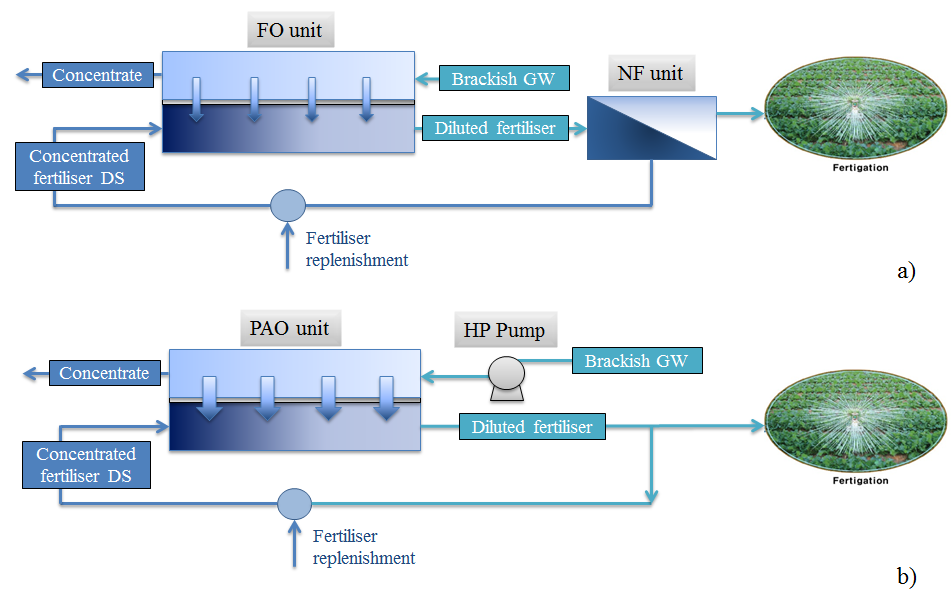 FO unit
Concentrate
Brackish GW
NF unit
Diluted fertiliser
Concentrated
fertiliser DS
Fertigation
Fertiliser
replenishment
a)
PAO unit
HP Pump
Concentrate
Brackish GW
Diluted fertiliser
Concentrated
fertiliser DS
Fertigation
Fertiliser
replenishment
b)